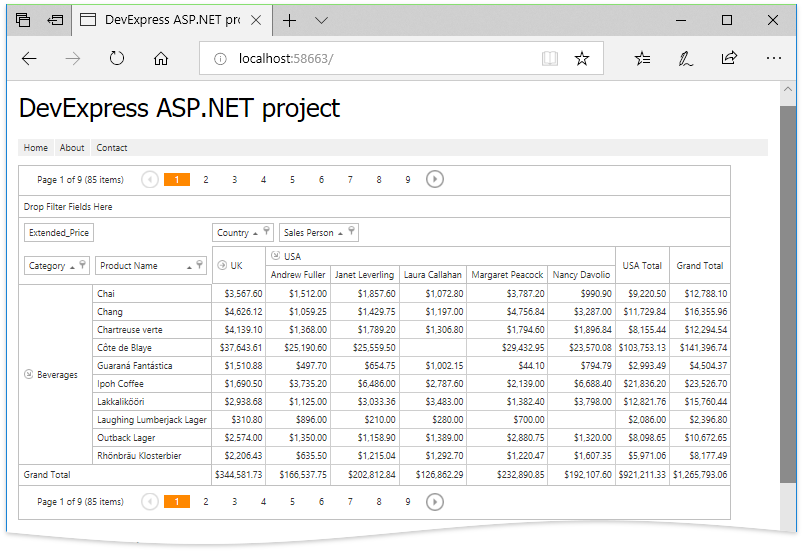 DevExpress ASP.NET pro
localhost:58663/
DevExpress ASP.NET project
Home About Contact
Page 1 of 9 (85 items) 1 2 3 4 5 6 7 8 9
Drop Filter Fields Here
Extended_Price Country Sales Person
Category Product Name UK USA USA Total Grand Total
Andrew Fuller Janet Leverling Laura Callahan Margaret Peacock Nancy Davolio
Beverages
Chai $3,567.60 $1,512.00 $1,857.60 $1,072.80 $3,787.20 $990.90 $9,220.50 $12,788.10
Chang $4,626.12 $1,059.25 $1,429.75 $1,197.00 $4,756.84 $3,287.00 $11,729.84 $16,355.96
Chartreuse verte $4,139.10 $1,368.00 $1,789.20 $1,306.80 $1,794.60 $1,896.84 $8,155.44 $12,294.54
Côte de Blaye $37,643.61 $25,190.60 $25,559.50 $29,432.95 $23,570.08 $103,753.13 $141,396.74
Guaraná Fantástica $1,510.88 $497.70 $654.75 $1,002.15 $44.10 $794.79 $2,993.49 $4,504.37
Ipoh Coffee $1,690.50 $3,735.20 $6,486.00 $2,787.60 $2,139.00 $6,688.40 $21,836.20 $23,526.70
Lakkalikööri $2,938.68 $1,125.00 $3,033.36 $3,483.00 $1,382.40 $3,798.00 $12,821.76 $15,760.44
Laughing Lumberjack Lager $310.80 $896.00 $210.00 $280.00 $700.00 $2,086.00 $2,396.80
Outback Lager $2,574.00 $1,350.00 $1,158.90 $1,389.00 $2,880.75 $1,320.00 $8,098.65 $10,672.65
Rhönbräu Klosterbier $2,206.43 $635.50 $1,215.04 $1,292.70 $1,220.47 $1,607.35 $5,971.06 $8,177.49
Grand Total $344,581.73 $166,537.75 $202,812.84 $126,862.29 $232,890.85 $192,107.60 $921,211.33 $1,265,793.06
Page 1 of 9 (85 items) 1 2 3 4 5 6 7 8 9